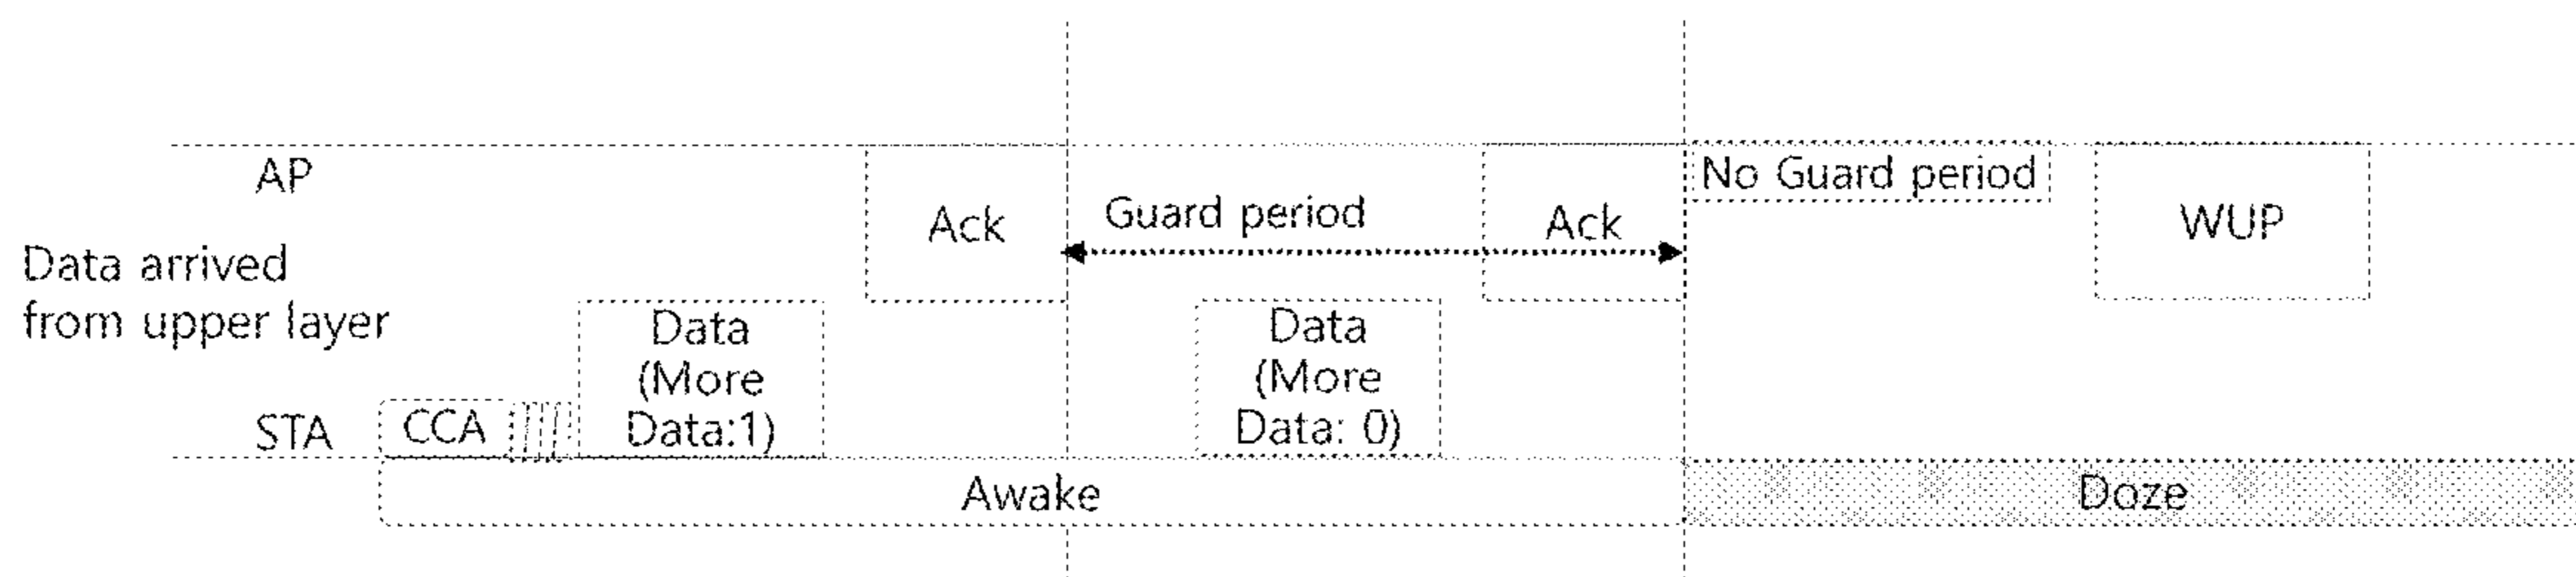 AP
Ack
Guard period
Ack
No Guard period
WUP
Data arrived
from upper layer
Data
(More
Data:1)
Data
(More
Data: 0)
STA
CCA
Awake
Doze